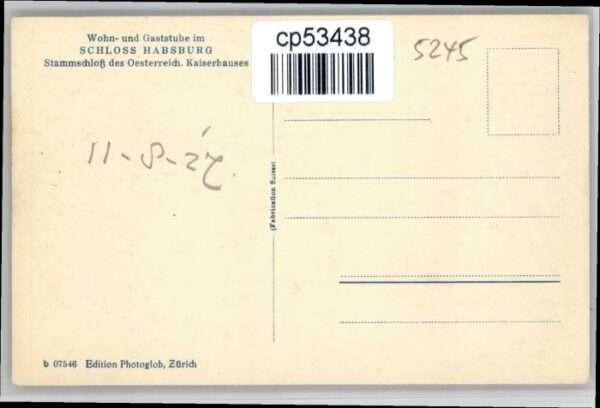 Wohn- und Gaststube im
SCHLOSS HABSBURG
Stammschloß des Oesterreich. Kaiserhauses
cp53438
5245
11-8-27.
(Fabrication Suisse)
b 07546 Edition Photoglob, Zürich